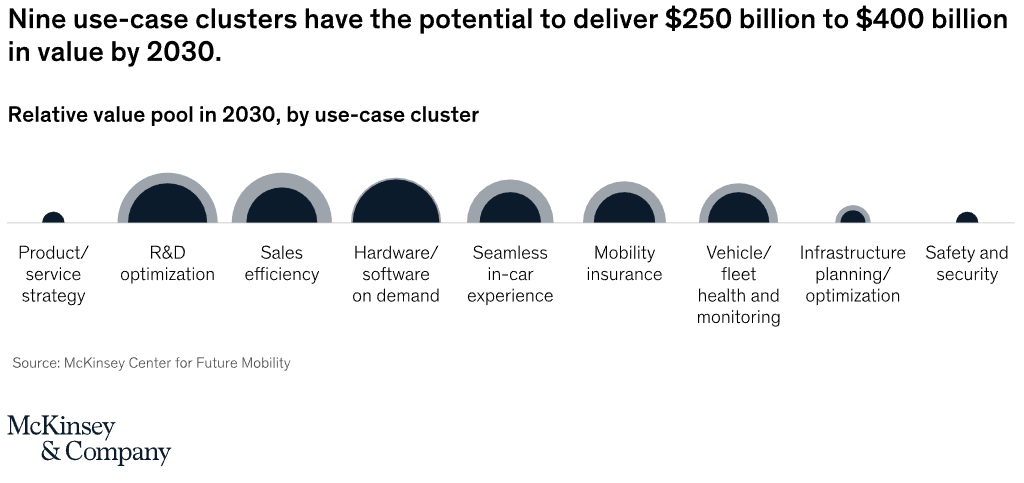 Nine use-case clusters have the potential to deliver $250 billion to $400 billion
in value by 2030.
Relative value pool in 2030, by use-case cluster
Product/
service
strategy
R&D
optimization
Sales
efficiency
Hardware/
software
on demand
Seamless
in-car
experience
Mobility
insurance
Vehicle/
fleet
health and
monitoring
Infrastructure
planning/
optimization
Safety and
security
Source: McKinsey Center for Future Mobility
McKinsey
& Company